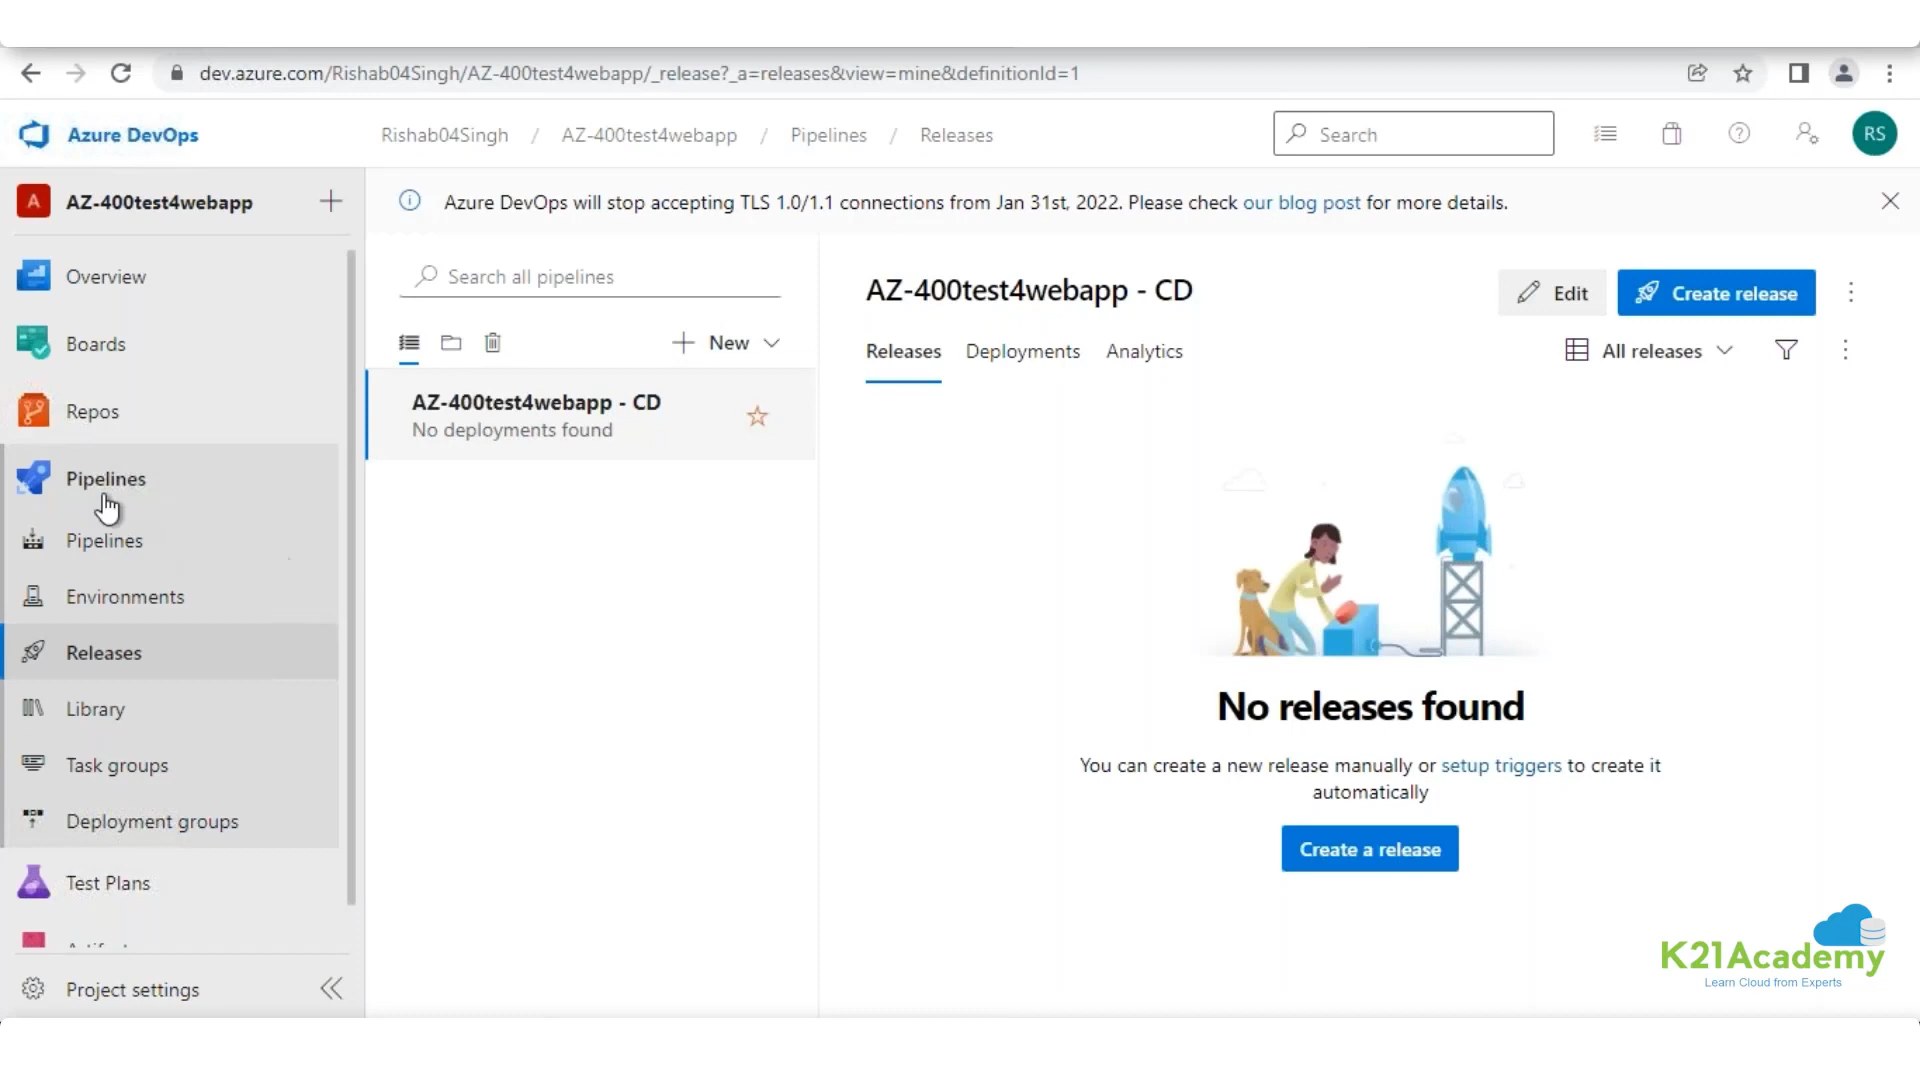 dev.azure.com/Rishab04Singh/AZ-400test4webapp/_release?_a=releases&view=mine&definitionId=1
Azure DevOps
Rishab04Singh / AZ-400test4webapp / Pipelines / Releases
Search
RS
A AZ-400test4webapp
Azure DevOps will stop accepting TLS 1.0/1.1 connections from Jan 31st, 2022. Please check our blog post for more details.
Overview
Boards
Repos
Pipelines
Pipelines
Environments
Releases
Library
Task groups
Deployment groups
Test Plans
Project settings
Search all pipelines
New
AZ-400test4webapp - CD
No deployments found
AZ-400test4webapp - CD
Edit
Create release
Releases Deployments Analytics
All releases
No releases found
You can create a new release manually or setup triggers to create it
automatically
Create a release
K21Academy
Learn Cloud from Experts